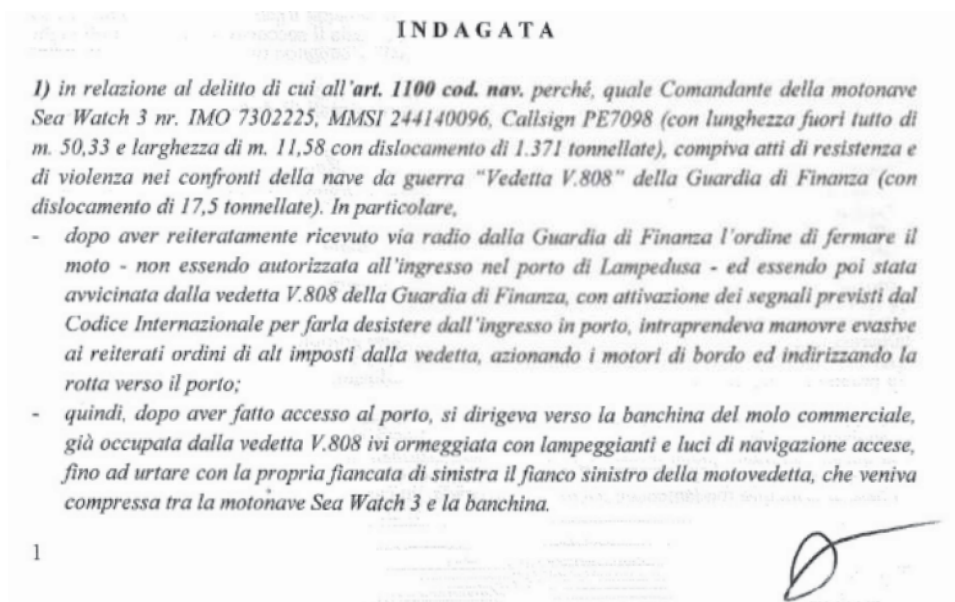 INDAGATA
1) in relazione al delitto di cui all'art. 1100 cod. nav. perché, quale Comandante della motonave
Sea Watch 3 nr. IMO 7302225, MMSI 244140096, Callsign PE7098 (con lunghezza fuori tutto di
m. 50,33 e larghezza di m. 11,58 con dislocamento di 1.371 tonnellate), compiva atti di resistenza e
di violenza nei confronti della nave da guerra "Vedetta V.808" della Guardia di Finanza (con
dislocamento di 17,5 tonnellate). In particolare,
- dopo aver reiteratamente ricevuto via radio dalla Guardia di Finanza l'ordine di fermare il
moto - non essendo autorizzata all'ingresso nel porto di Lampedusa - ed essendo poi stata
avvicinata dalla vedetta V.808 della Guardia di Finanza, con attivazione dei segnali previsti dal
Codice Internazionale per farla desistere dall'ingresso in porto, intraprendeva manovre evasive
ai reiterati ordini di alt imposti dalla vedetta, azionando i motori di bordo ed indirizzando la
rotta verso il porto;
- quindi, dopo aver fatto accesso al porto, si dirigeva verso la banchina del molo commerciale,
già occupata dalla vedetta V.808 ivi ormeggiata con lampeggianti e luci di navigazione accese,
fino ad urtare con la propria fiancata di sinistra il fianco sinistro della motovedetta, che veniva
compressa tra la motonave Sea Watch 3 e la banchina.
1